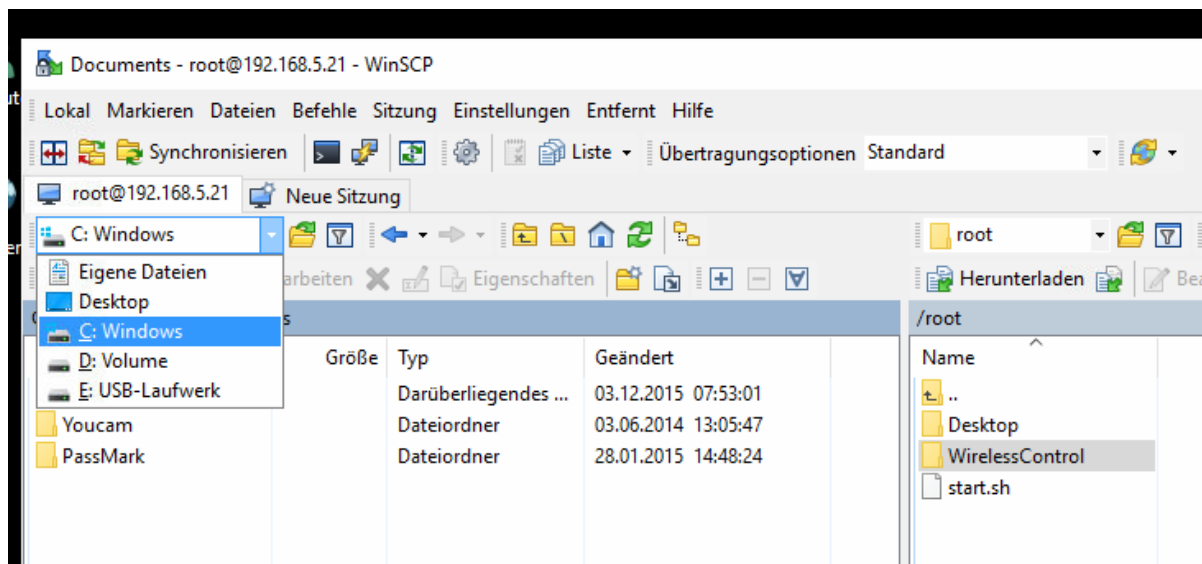 Documents - root@192.168.5.21 - WinSCP
Lokal Markieren Dateien Befehle Sitzung Einstellungen Entfernt Hilfe
Synchronisieren Liste Übertragungsoptionen Standard
root@192.168.5.21 Neue Sitzung
C: Windows root
Eigene Dateien arbeiten Eigenschaften Herunterladen Bea
Desktop
C: Windows /root
D: Volume Größe Typ Geändert Name
E: USB-Laufwerk Darüberliegendes ... 03.12.2015 07:53:01 ..
Youcam Dateiordner 03.06.2014 13:05:47 Desktop
PassMark Dateiordner 28.01.2015 14:48:24 WirelessControl
start.sh